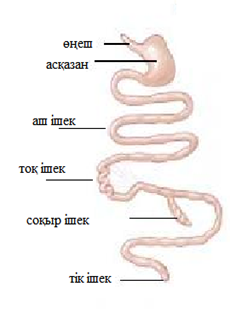 өңеш
асқазан
аш ішек
тоқ ішек
соқыр ішек
тік ішек